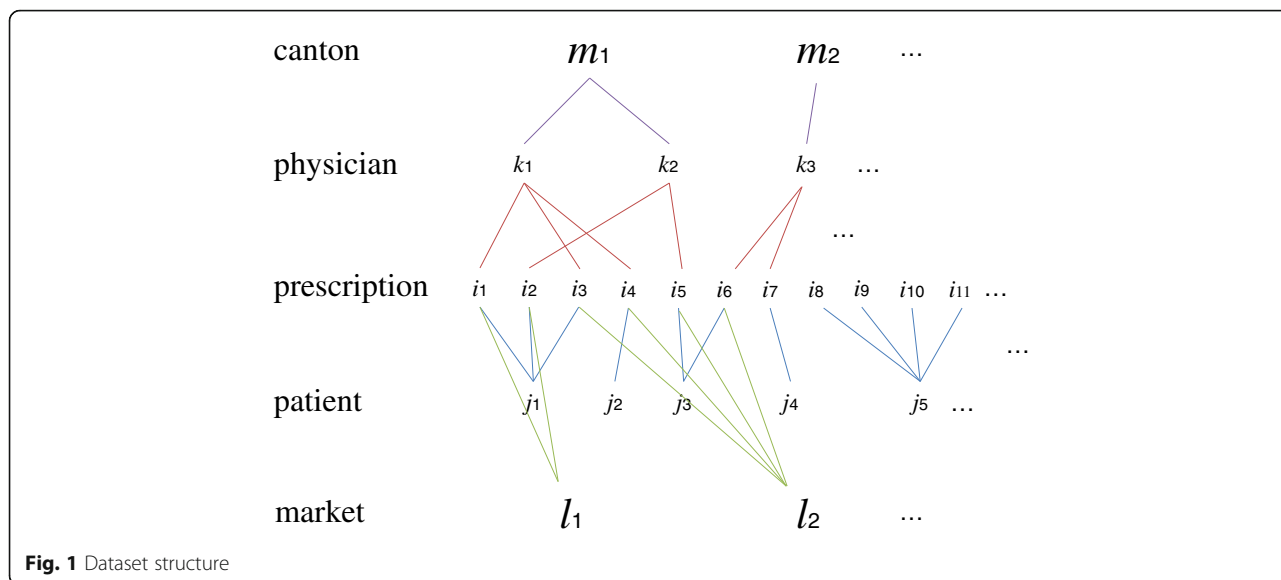 canton m1 m2 ...
physician k1 k2 k3 ...
...
prescription i1 i2 i3 i4 i5 i6 i7 i8 i9 i10 i11 ...
...
patient j1 j2 j3 j4 j5 ...
market l1 l2 ...
Fig. 1 Dataset structure